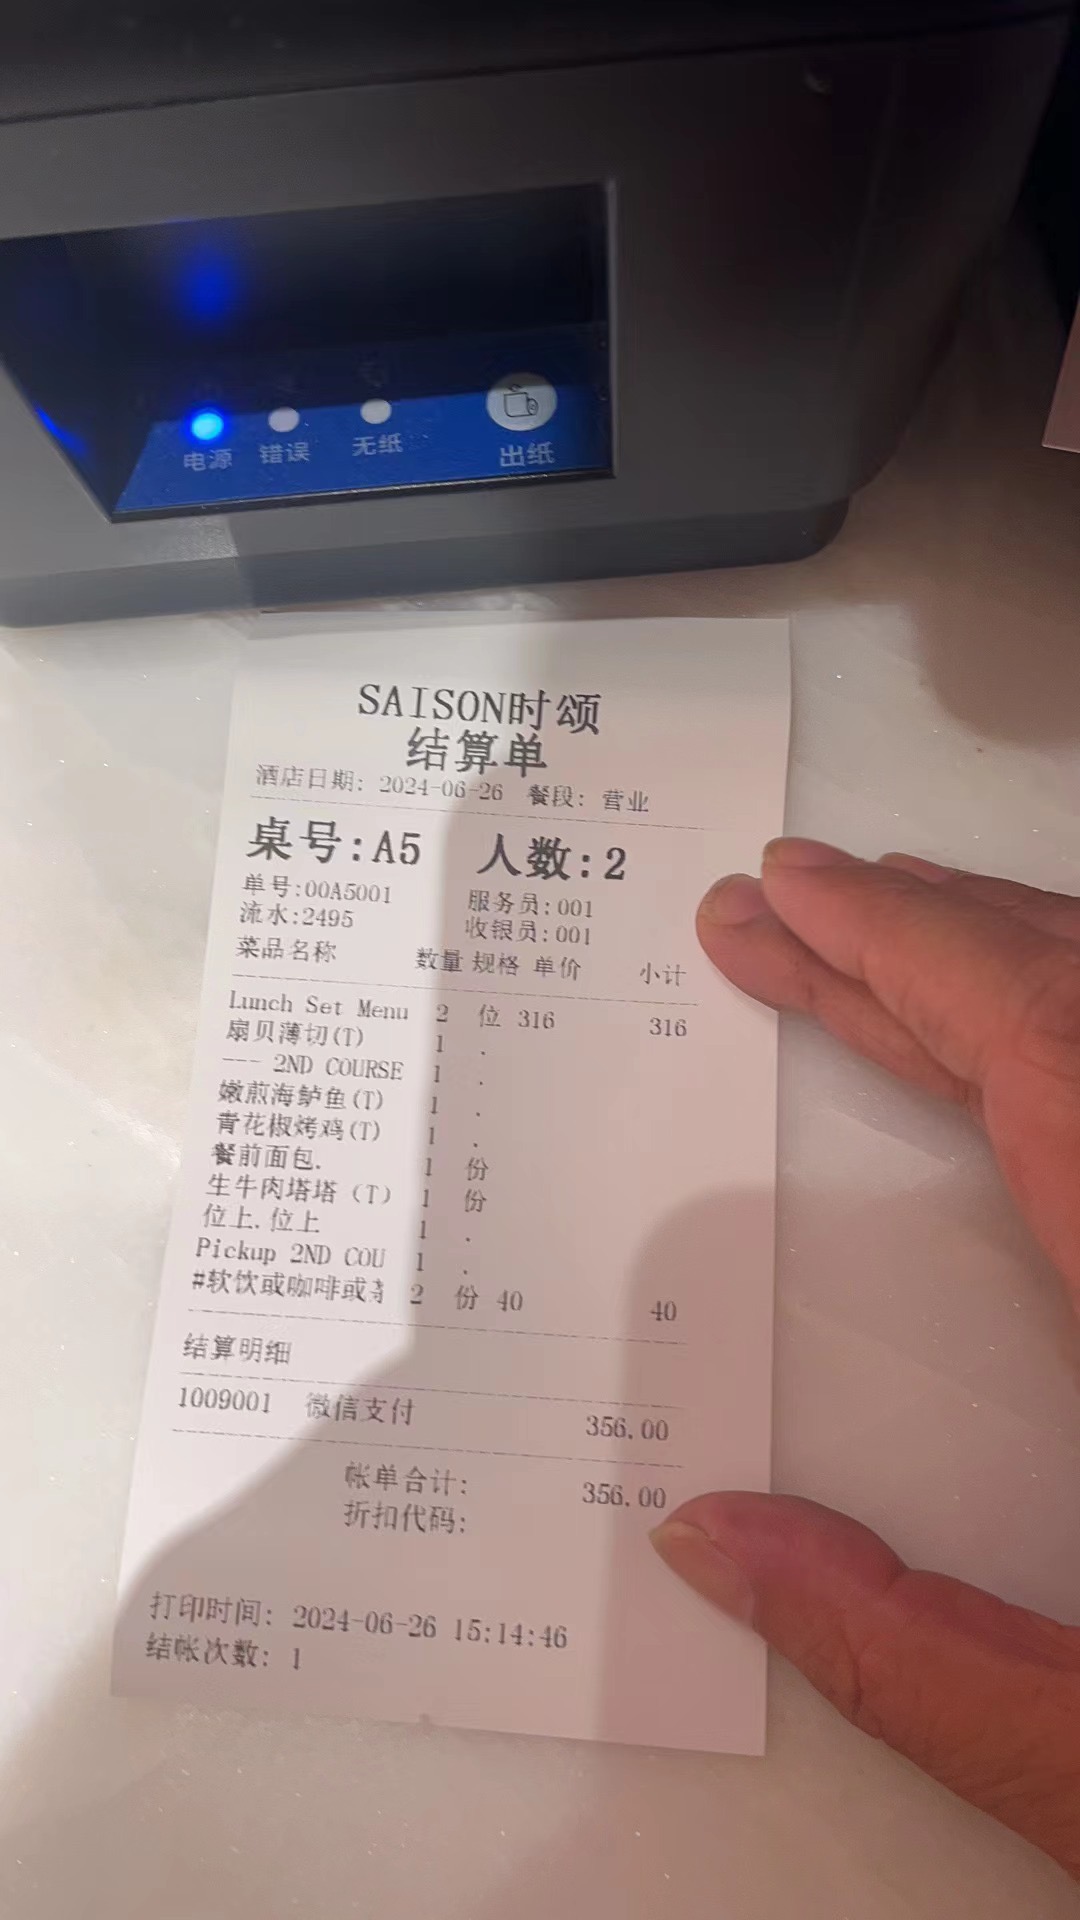 电源 错误 无纸 出纸
SAISON时颂
结算单
酒店日期: 2024-06-26 餐段: 营业
桌号:A5 人数:2
单号:00A5001 服务员:001
流水:2495 收银员:001
菜品名称 数量 规格 单价 小计
Lunch Set Menu 2 位 316 316
扇贝薄切(T) 1 .
--- 2ND COURSE 1 .
嫩煎海鲈鱼(T) 1 .
青花椒烤鸡(T) 1 .
餐前面包. 1 份
生牛肉塔塔 (T) 1 份
位上.位上 1 .
Pickup 2ND COU 1 .
#软饮或咖啡或 2 份 40 40
结算明细
1009001 微信支付 356.00
帐单合计: 356.00
折扣代码:
打印时间: 2024-06-26 15:14:46
结帐次数: 1